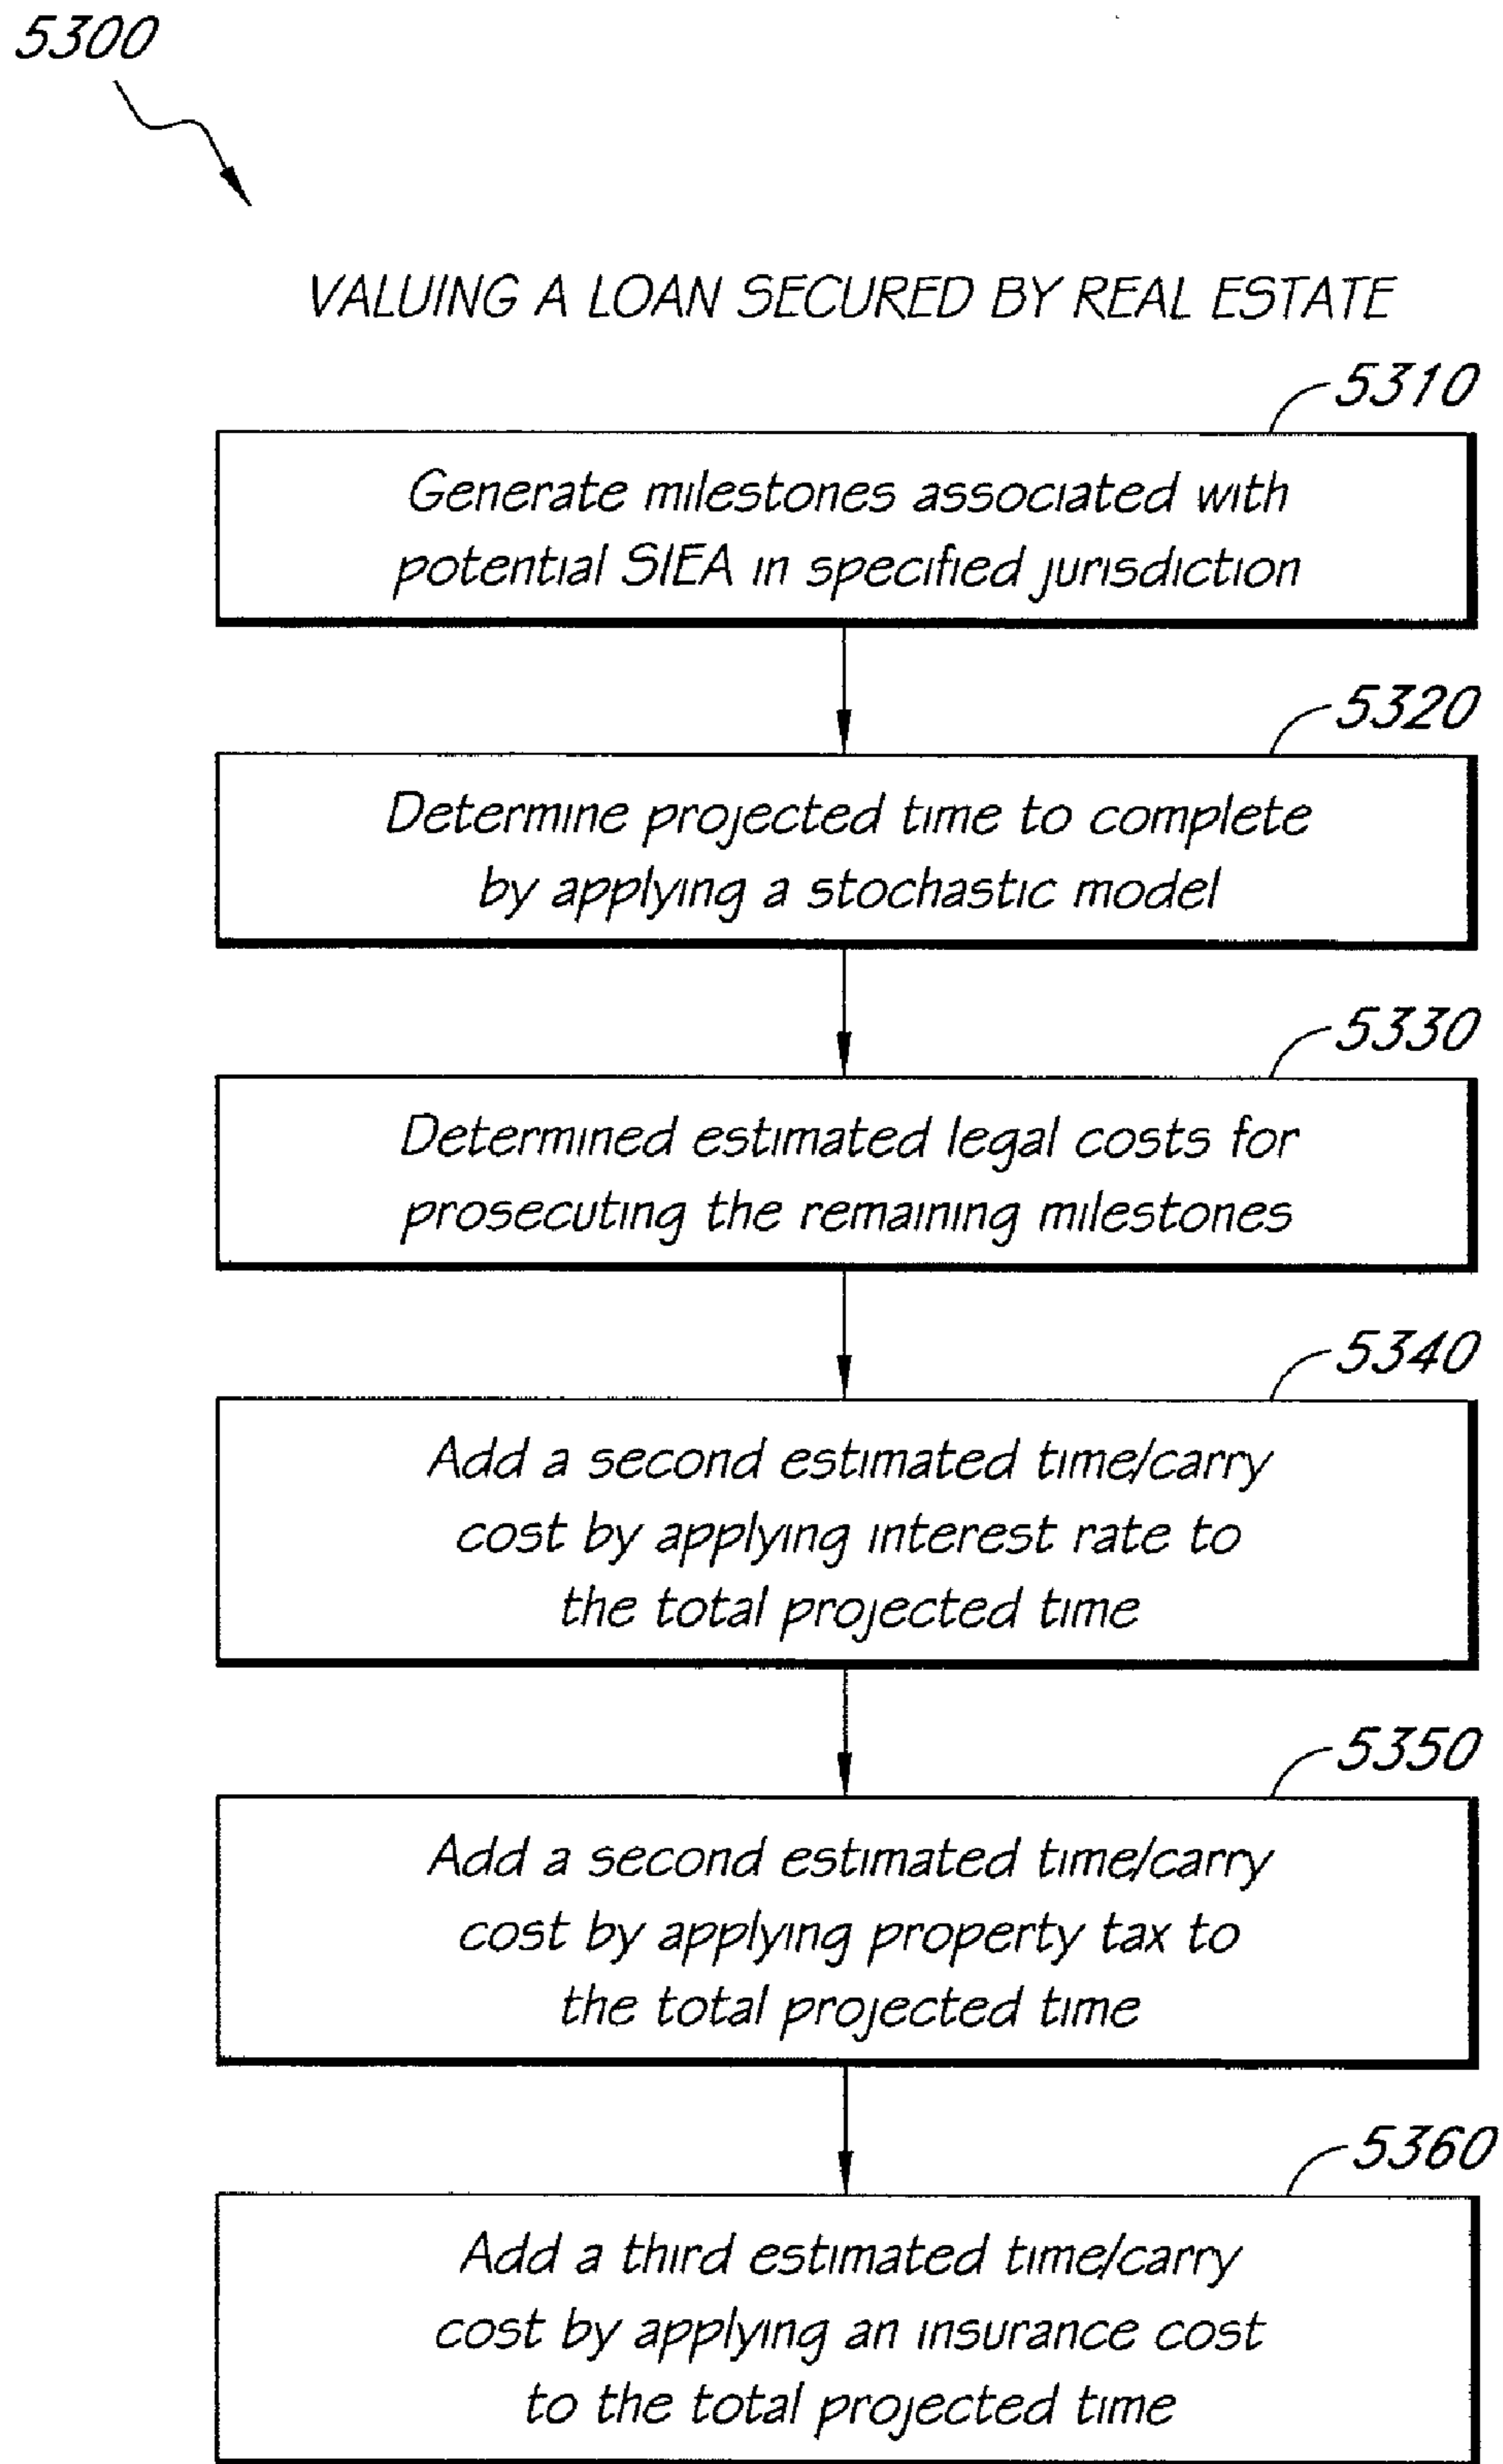 5300
VALUING A LOAN SECURED BY REAL ESTATE
5310
Generate milestones associated with
potential SIEA in specified jurisdiction
5320
Determine projected time to complete
by applying a stochastic model
5330
Determined estimated legal costs for
prosecuting the remaining milestones
5340
Add a second estimated time/carry
cost by applying interest rate to
the total projected time
5350
Add a second estimated time/carry
cost by applying property tax to
the total projected time
5360
Add a third estimated time/carry
cost by applying an insurance cost
to the total projected time